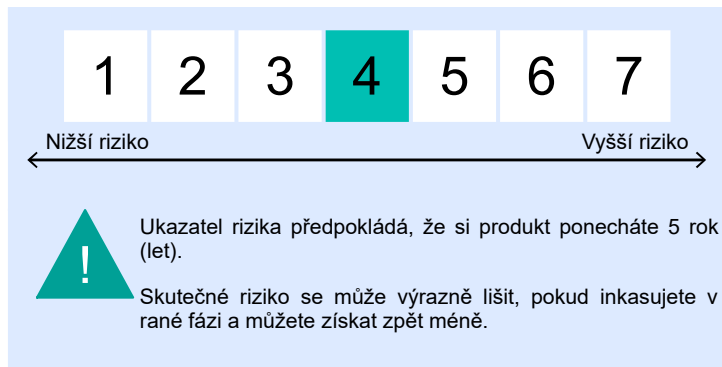 1 2 3 4 5 6 7
Nižší riziko Vyšší riziko
!
Ukazatel rizika předpokládá, že si produkt ponecháte 5 rok
(let).
Skutečné riziko se může výrazně lišit, pokud inkasujete v
rané fázi a můžete získat zpět méně.